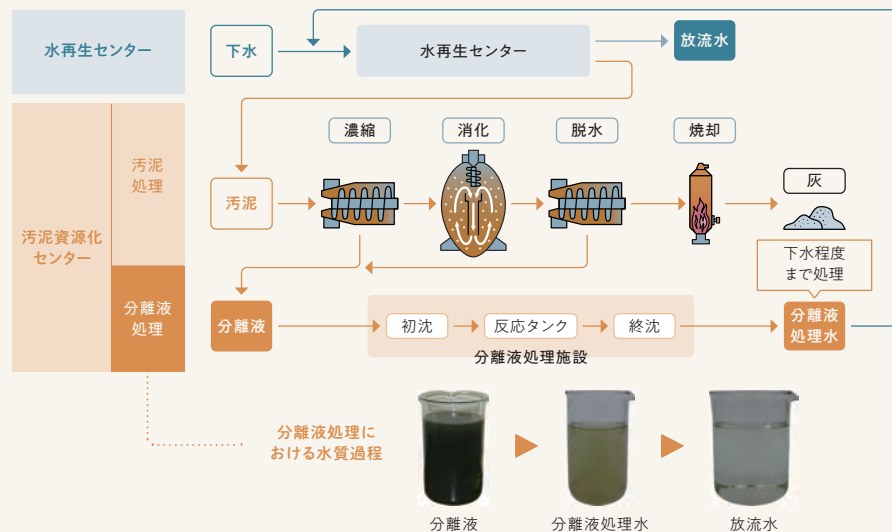 水再生センター
下水
水再生センター
放流水
汚泥資源化
センター
汚泥
処理
汚泥
濃縮
消化
脱水
焼却
灰
下水程度
まで処理
分離液
処理
分離液
初沈
反応タンク
終沈
分離液処理施設
分離液
処理水
分離液処理に
おける水質過程
分離液
分離液処理水
放流水